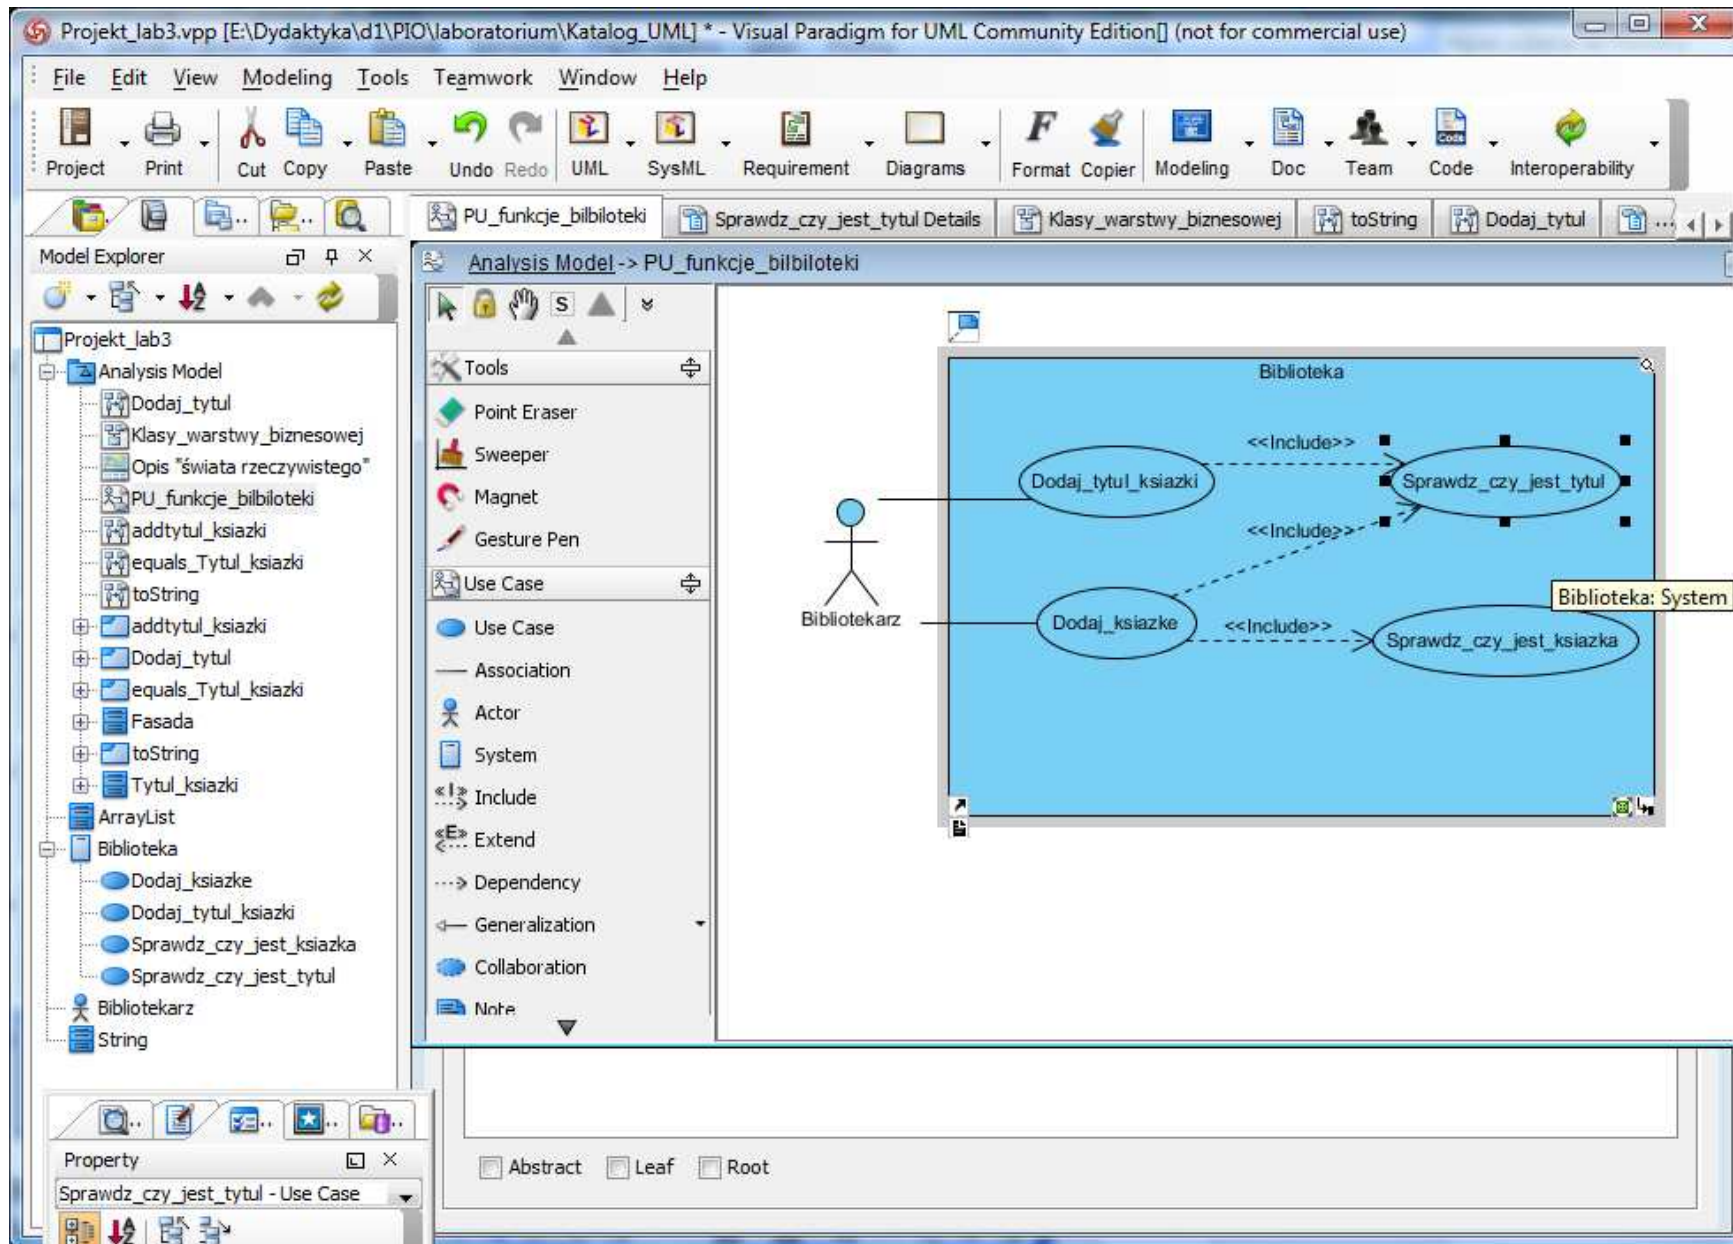 Projekt_lab3.vpp [E:\Dydaktyka\d1\PIO\laboratorium\Katalog_UML] * - Visual Paradigm for UML Community Edition[] (not for commercial use)
File Edit View Modeling Tools Teamwork Window Help
Project Print Cut Copy Paste Undo Redo UML SysML Requirement Diagrams Format Copier Modeling Doc Team Code Interoperability
PU_funkcje_bilbiloteki Sprawdz_czy_jest_tytul Details Klasy_warstwy_biznesowej toString Dodaj_tytul ...
Model Explorer
Analysis Model -> PU_funkcje_bilbiloteki
Projekt_lab3
Analysis Model
Dodaj_tytul
Klasy_warstwy_biznesowej
Opis "świata rzeczywistego"
PU_funkcje_bilbiloteki
addtytul_ksiazki
equals_Tytul_ksiazki
toString
addtytul_ksiazki
Dodaj_tytul
equals_Tytul_ksiazki
Fasada
toString
Tytul_ksiazki
ArrayList
Biblioteka
Dodaj_ksiazke
Dodaj_tytul_ksiazki
Sprawdz_czy_jest_ksiazka
Sprawdz_czy_jest_tytul
Bibliotekarz
String
S
Tools
Point Eraser
Sweeper
Magnet
Gesture Pen
Use Case
Use Case
Association
Actor
System
Include
Extend
Dependency
Generalization
Collaboration
Note
Biblioteka
<<Include>>
Dodaj_tytul_ksiazki
Sprawdz_czy_jest_tytul
<<Include>>
Biblioteka: System
Bibliotekarz
Dodaj_ksiazke
<<Include>>
Sprawdz_czy_jest_ksiazka
Property
Sprawdz_czy_jest_tytul - Use Case
Abstract Leaf Root